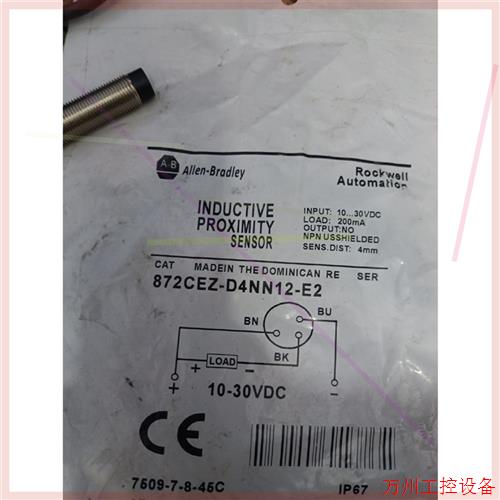 A·B Allen-Bradley
Rockwell
Automation
INDUCTIVE
PROXIMITY
SENSOR
INPUT: 10...30VDC
LOAD: 200mA
OUTPUT:NO
NPN USSHIELDED
SENS.DIST: 4mm
CAT MADEIN THE DOMINICAN RE SER
872CEZ-D4NN12-E2
BU
BN
BK
+ LOAD −
+ 10-30VDC −
CE
7509-7-8-45C IP67
万州工控设备